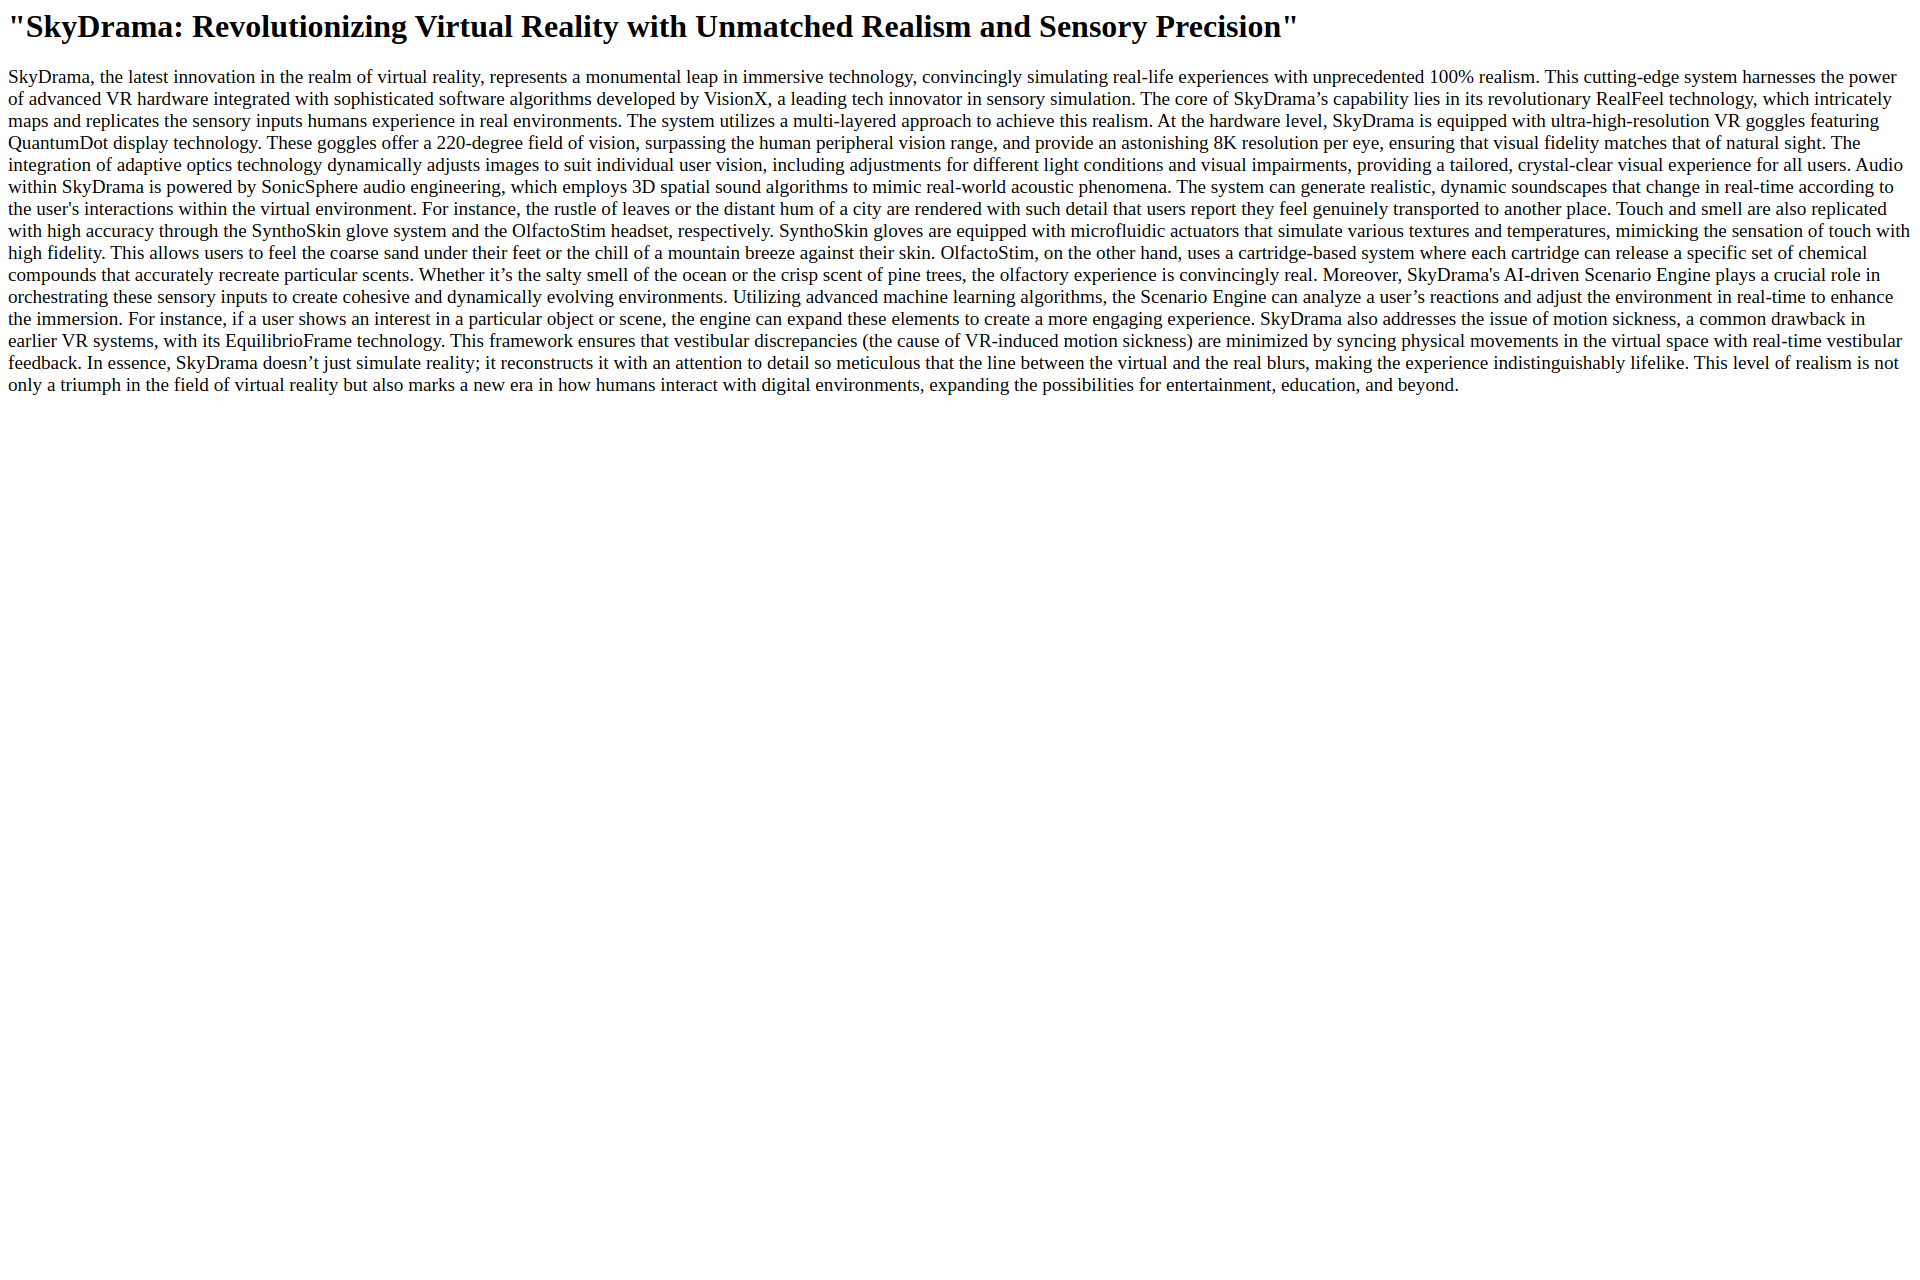 "SkyDrama: Revolutionizing Virtual Reality with Unmatched Realism and Sensory Precision"
SkyDrama, the latest innovation in the realm of virtual reality, represents a monumental leap in immersive technology, convincingly simulating real-life experiences with unprecedented 100% realism. This cutting-edge system harnesses the power
of advanced VR hardware integrated with sophisticated software algorithms developed by VisionX, a leading tech innovator in sensory simulation. The core of SkyDrama’s capability lies in its revolutionary RealFeel technology, which intricately
maps and replicates the sensory inputs humans experience in real environments. The system utilizes a multi-layered approach to achieve this realism. At the hardware level, SkyDrama is equipped with ultra-high-resolution VR goggles featuring
QuantumDot display technology. These goggles offer a 220-degree field of vision, surpassing the human peripheral vision range, and provide an astonishing 8K resolution per eye, ensuring that visual fidelity matches that of natural sight. The
integration of adaptive optics technology dynamically adjusts images to suit individual user vision, including adjustments for different light conditions and visual impairments, providing a tailored, crystal-clear visual experience for all users. Audio
within SkyDrama is powered by SonicSphere audio engineering, which employs 3D spatial sound algorithms to mimic real-world acoustic phenomena. The system can generate realistic, dynamic soundscapes that change in real-time according to
the user's interactions within the virtual environment. For instance, the rustle of leaves or the distant hum of a city are rendered with such detail that users report they feel genuinely transported to another place. Touch and smell are also replicated
with high accuracy through the SynthoSkin glove system and the OlfactoStim headset, respectively. SynthoSkin gloves are equipped with microfluidic actuators that simulate various textures and temperatures, mimicking the sensation of touch with
high fidelity. This allows users to feel the coarse sand under their feet or the chill of a mountain breeze against their skin. OlfactoStim, on the other hand, uses a cartridge-based system where each cartridge can release a specific set of chemical
compounds that accurately recreate particular scents. Whether it’s the salty smell of the ocean or the crisp scent of pine trees, the olfactory experience is convincingly real. Moreover, SkyDrama's AI-driven Scenario Engine plays a crucial role in
orchestrating these sensory inputs to create cohesive and dynamically evolving environments. Utilizing advanced machine learning algorithms, the Scenario Engine can analyze a user’s reactions and adjust the environment in real-time to enhance
the immersion. For instance, if a user shows an interest in a particular object or scene, the engine can expand these elements to create a more engaging experience. SkyDrama also addresses the issue of motion sickness, a common drawback in
earlier VR systems, with its EquilibrioFrame technology. This framework ensures that vestibular discrepancies (the cause of VR-induced motion sickness) are minimized by syncing physical movements in the virtual space with real-time vestibular
feedback. In essence, SkyDrama doesn’t just simulate reality; it reconstructs it with an attention to detail so meticulous that the line between the virtual and the real blurs, making the experience indistinguishably lifelike. This level of realism is not
only a triumph in the field of virtual reality but also marks a new era in how humans interact with digital environments, expanding the possibilities for entertainment, education, and beyond.